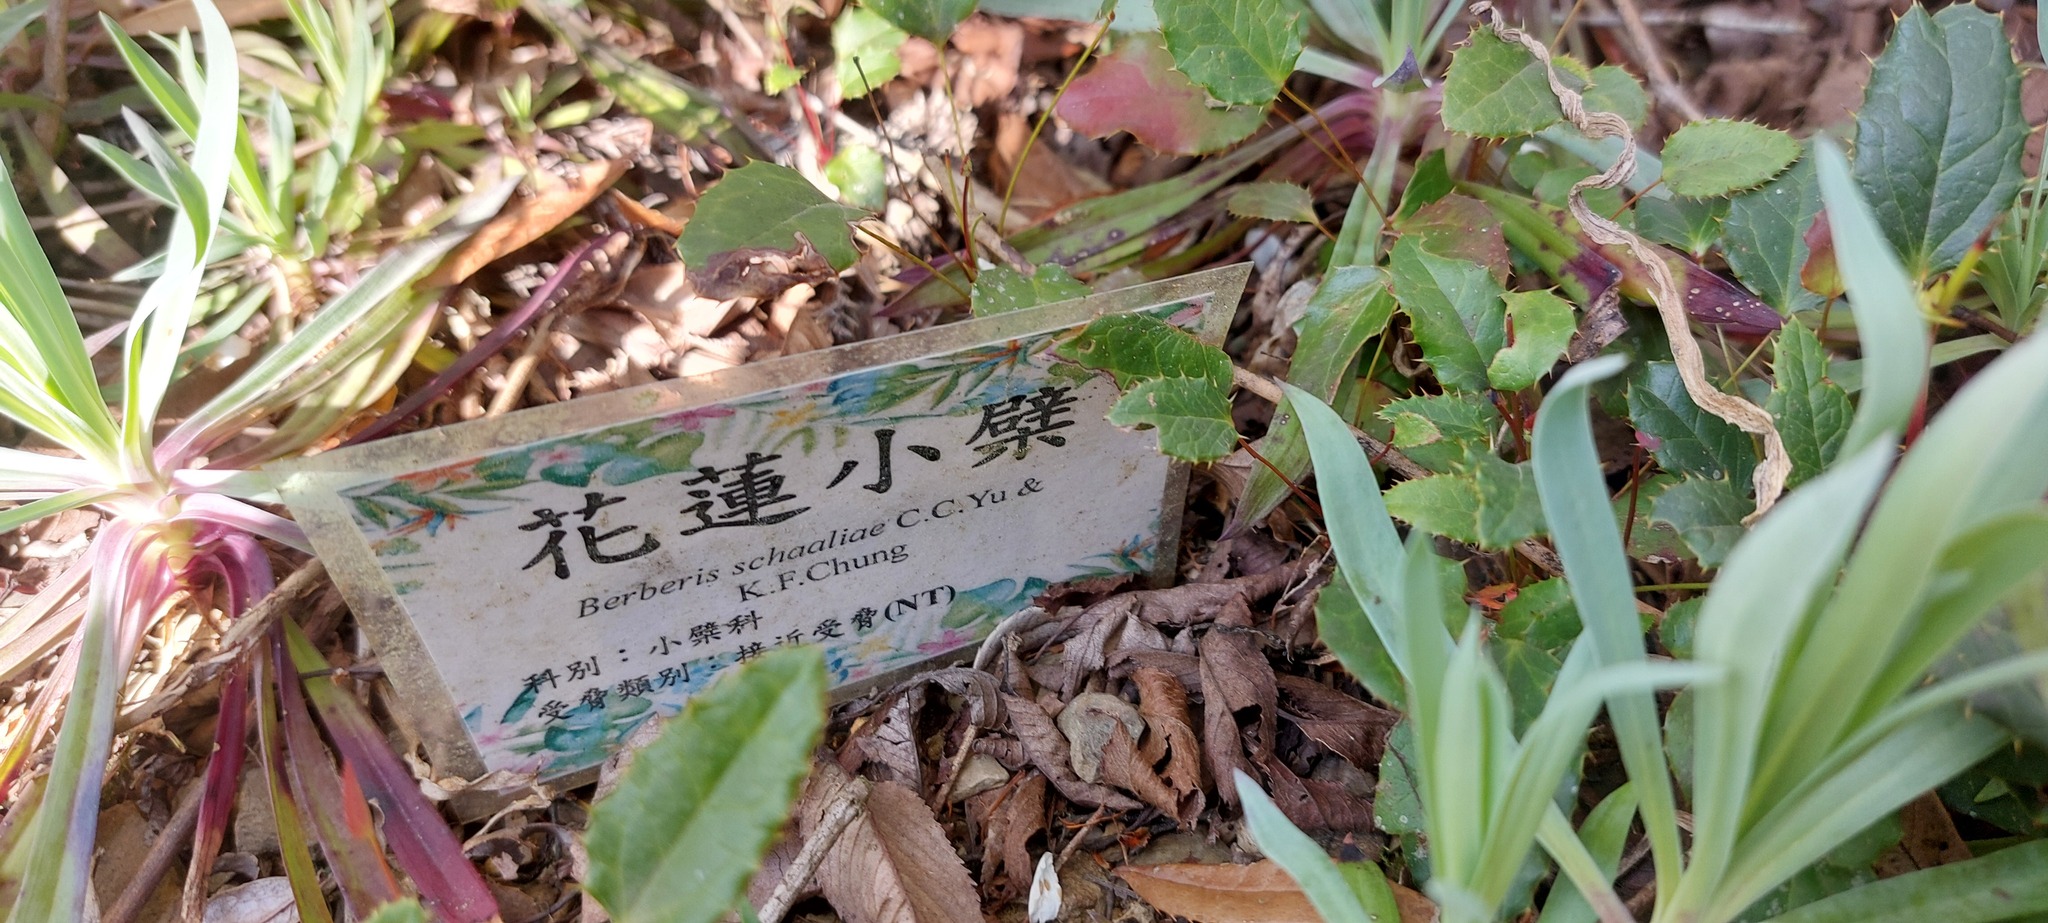 花蓮小檗
Berberis schaaliae C.C.Yu &
K.F.Chung
科別：小檗科
受脅類別：接近受脅(NT)